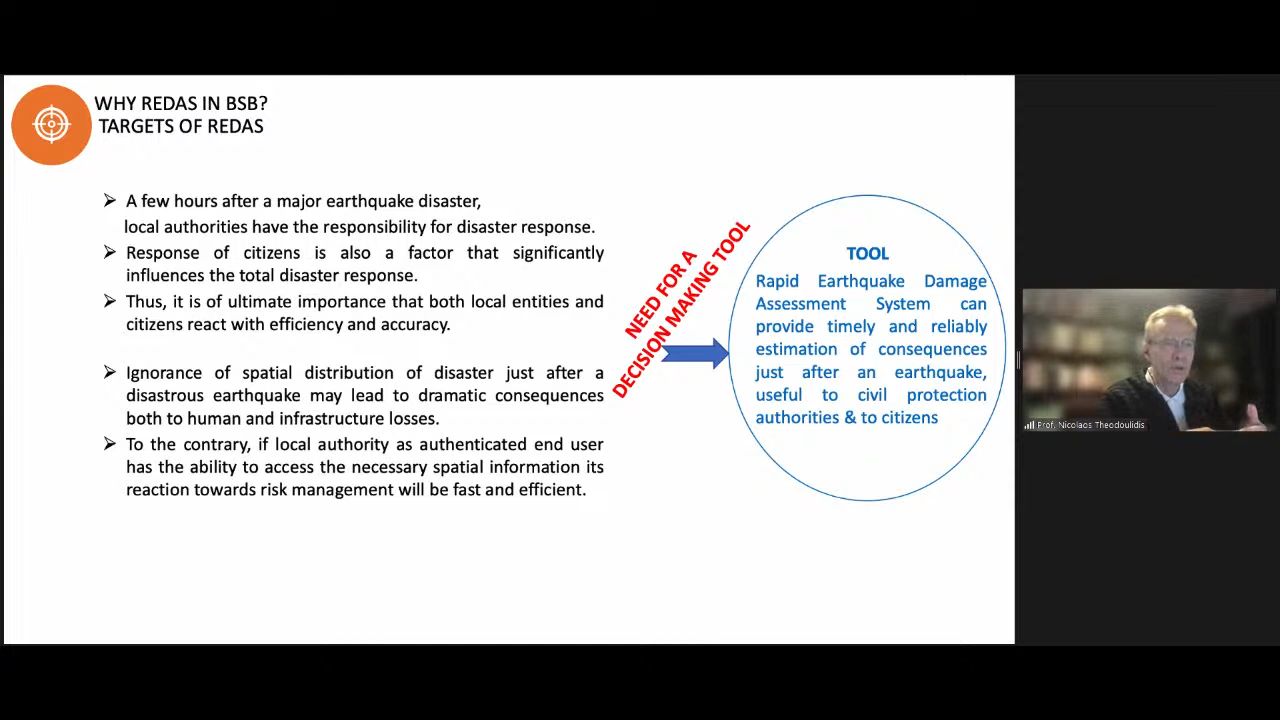 WHY REDAS IN BSB?
TARGETS OF REDAS
➢ A few hours after a major earthquake disaster,
local authorities have the responsibility for disaster response.
➢ Response of citizens is also a factor that significantly
influences the total disaster response.
➢ Thus, it is of ultimate importance that both local entities and
citizens react with efficiency and accuracy.
➢ Ignorance of spatial distribution of disaster just after a
disastrous earthquake may lead to dramatic consequences
both to human and infrastructure losses.
➢ To the contrary, if local authority as authenticated end user
has the ability to access the necessary spatial information its
reaction towards risk management will be fast and efficient.
NEED FOR A
DECISION MAKING TOOL
TOOL
Rapid Earthquake Damage
Assessment System can
provide timely and reliably
estimation of consequences
just after an earthquake,
useful to civil protection
authorities & to citizens
Prof. Nicolaos Theodoulidis